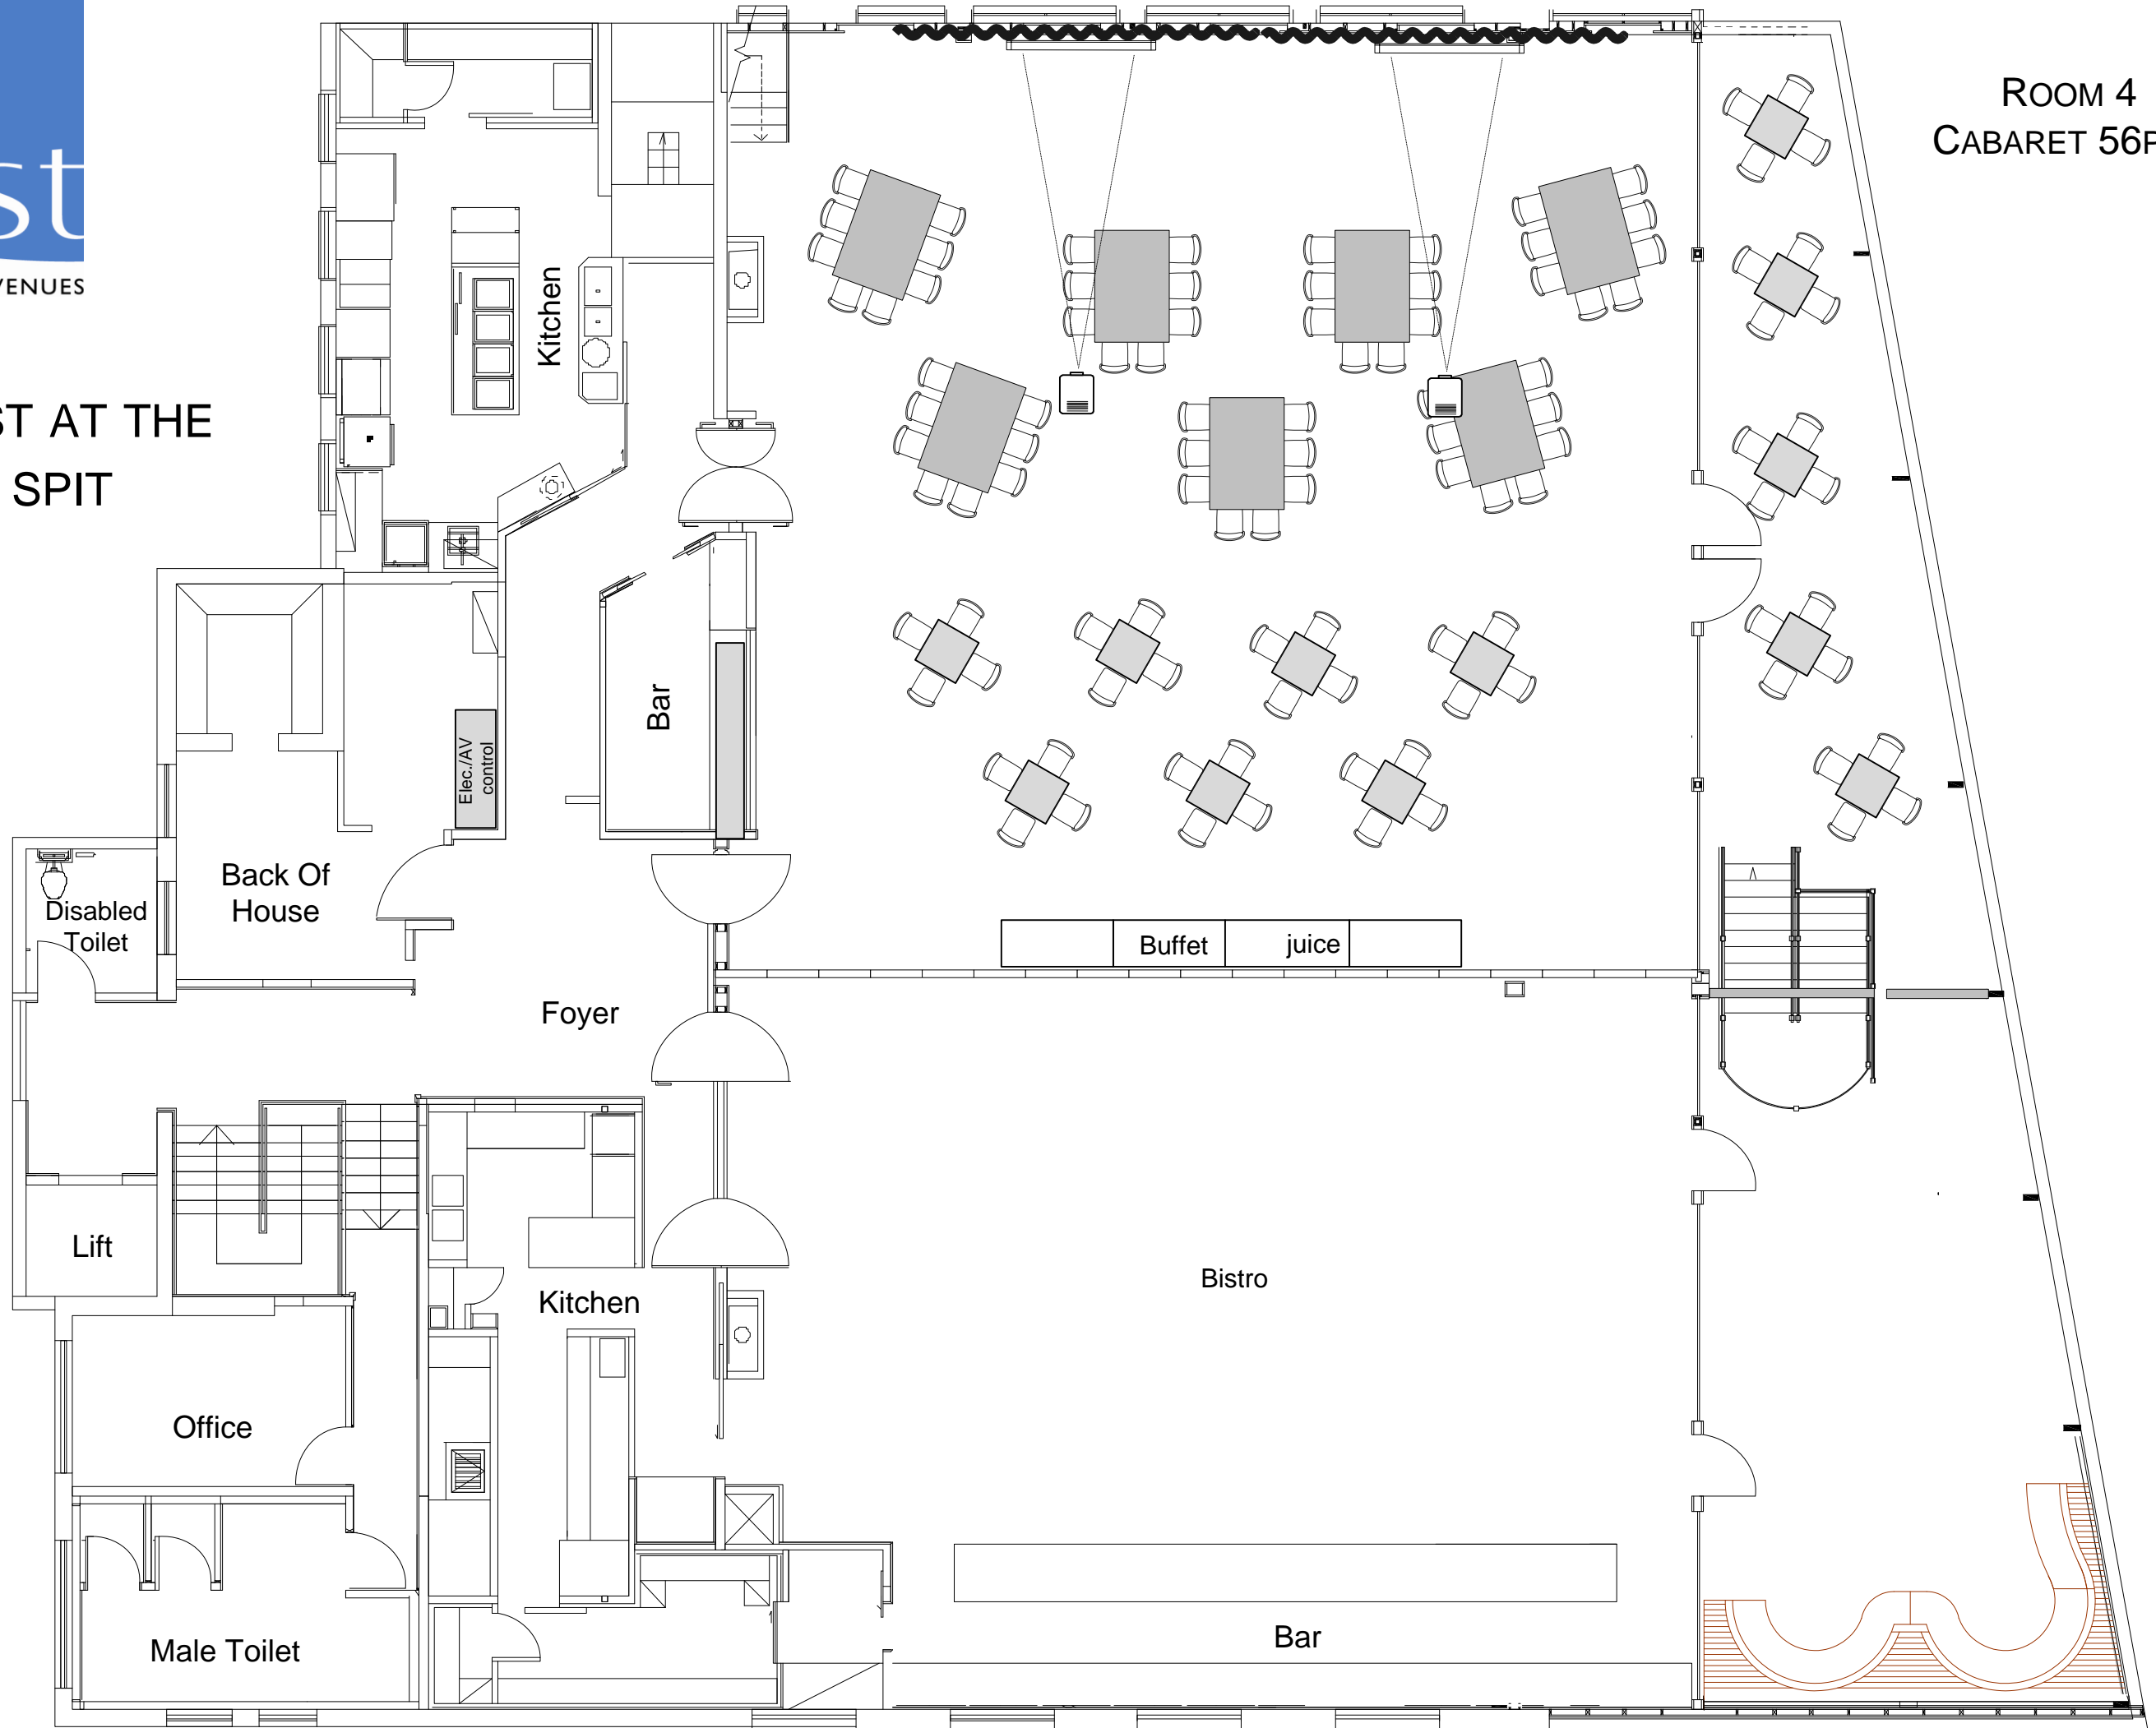 st
VENUES
ST AT THE
SPIT
ROOM 4
CABARET 56P
Kitchen
Bar
Elec./AV
control
Back Of
House
Disabled
Toilet
Buffet
juice
Foyer
Lift
Kitchen
Bistro
Office
Male Toilet
Bar